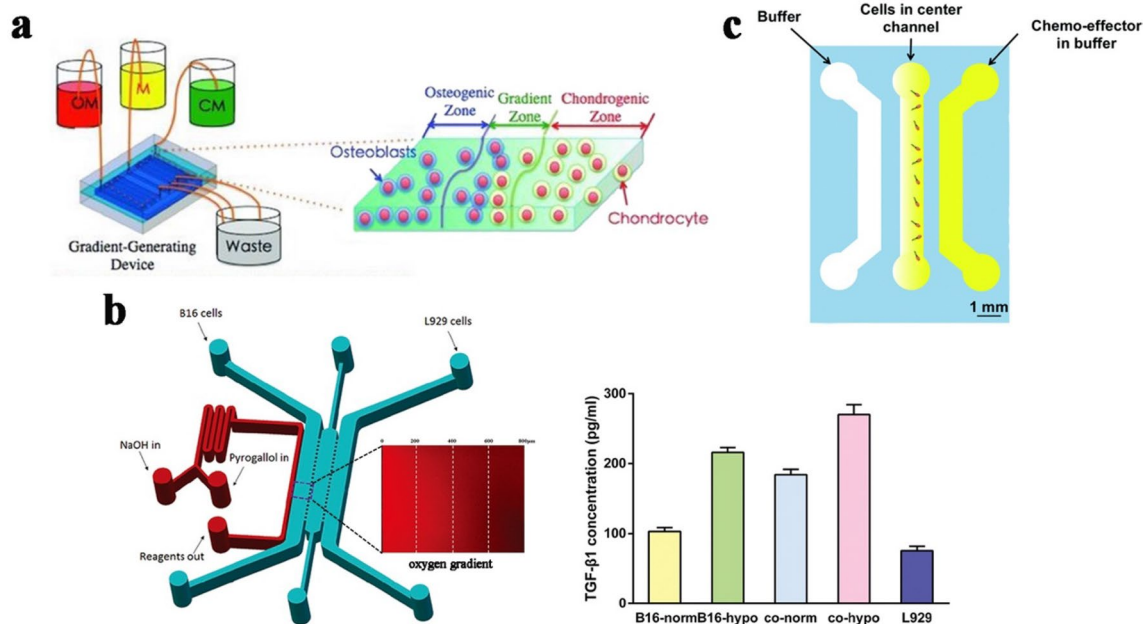 a
OM
M
CM
Gradient-Generating
Device
Waste
Osteogenic
Zone
Gradient
Zone
Chondrogenic
Zone
Osteoblasts
Chondrocyte
c
Buffer
Cells in center
channel
Chemo-effector
in buffer
1 mm
b
B16 cells
L929 cells
NaOH in
Pyrogallol in
Reagents out
0 200 400 600 800µm
oxygen gradient
TGF-β1 concentration (pg/ml)
300
200
100
0
B16-norm B16-hypo co-norm co-hypo L929